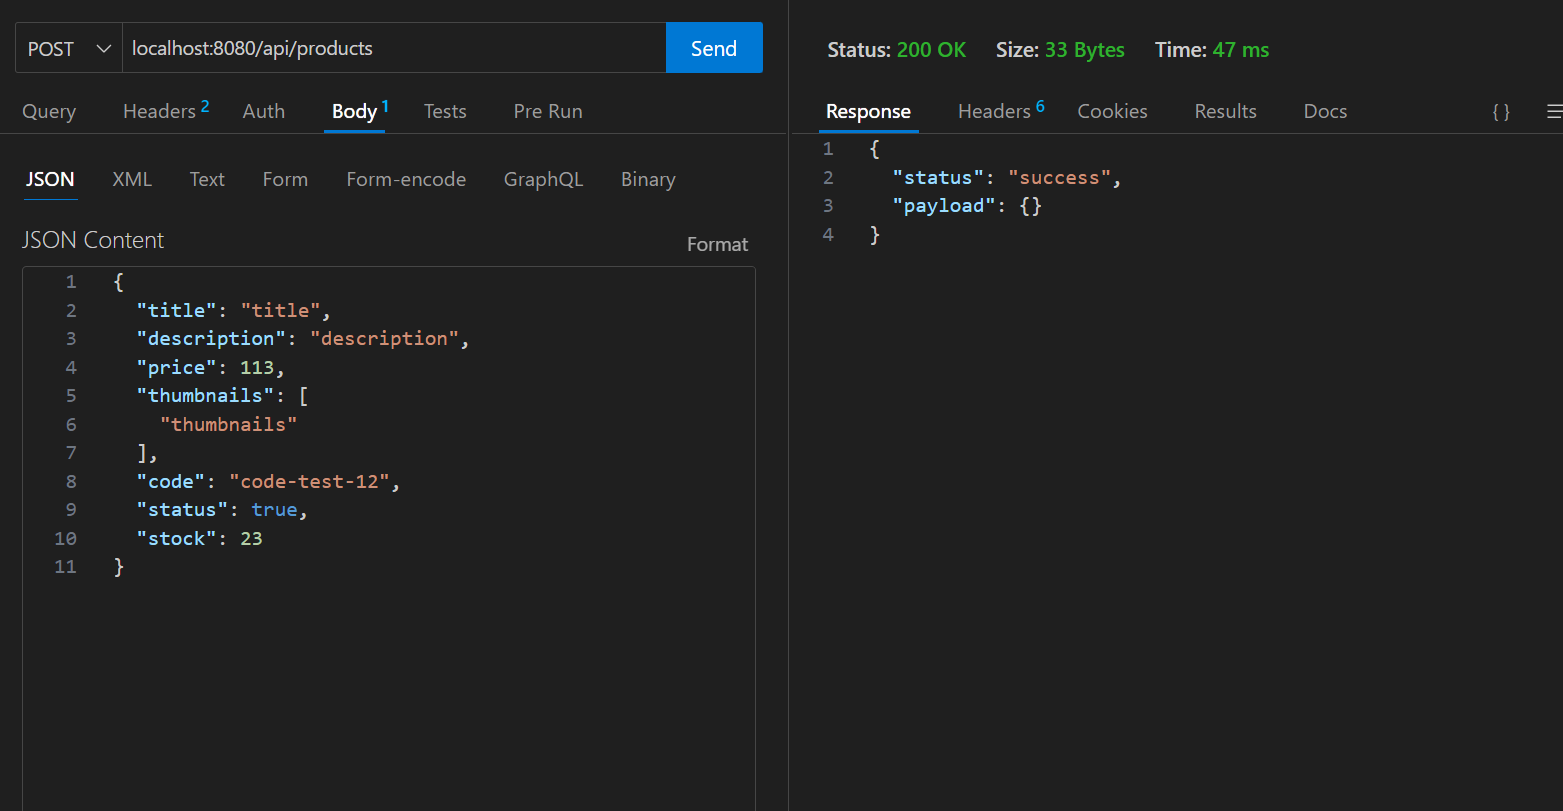 POST localhost:8080/api/products Send
Query Headers 2 Auth Body 1 Tests Pre Run
JSON XML Text Form Form-encode GraphQL Binary
JSON Content Format
1 {
2 "title": "title",
3 "description": "description",
4 "price": 113,
5 "thumbnails": [
6 "thumbnails"
7 ],
8 "code": "code-test-12",
9 "status": true,
10 "stock": 23
11 }
Status: 200 OK Size: 33 Bytes Time: 47 ms
Response Headers 6 Cookies Results Docs { }
1 {
2 "status": "success",
3 "payload": {}
4 }